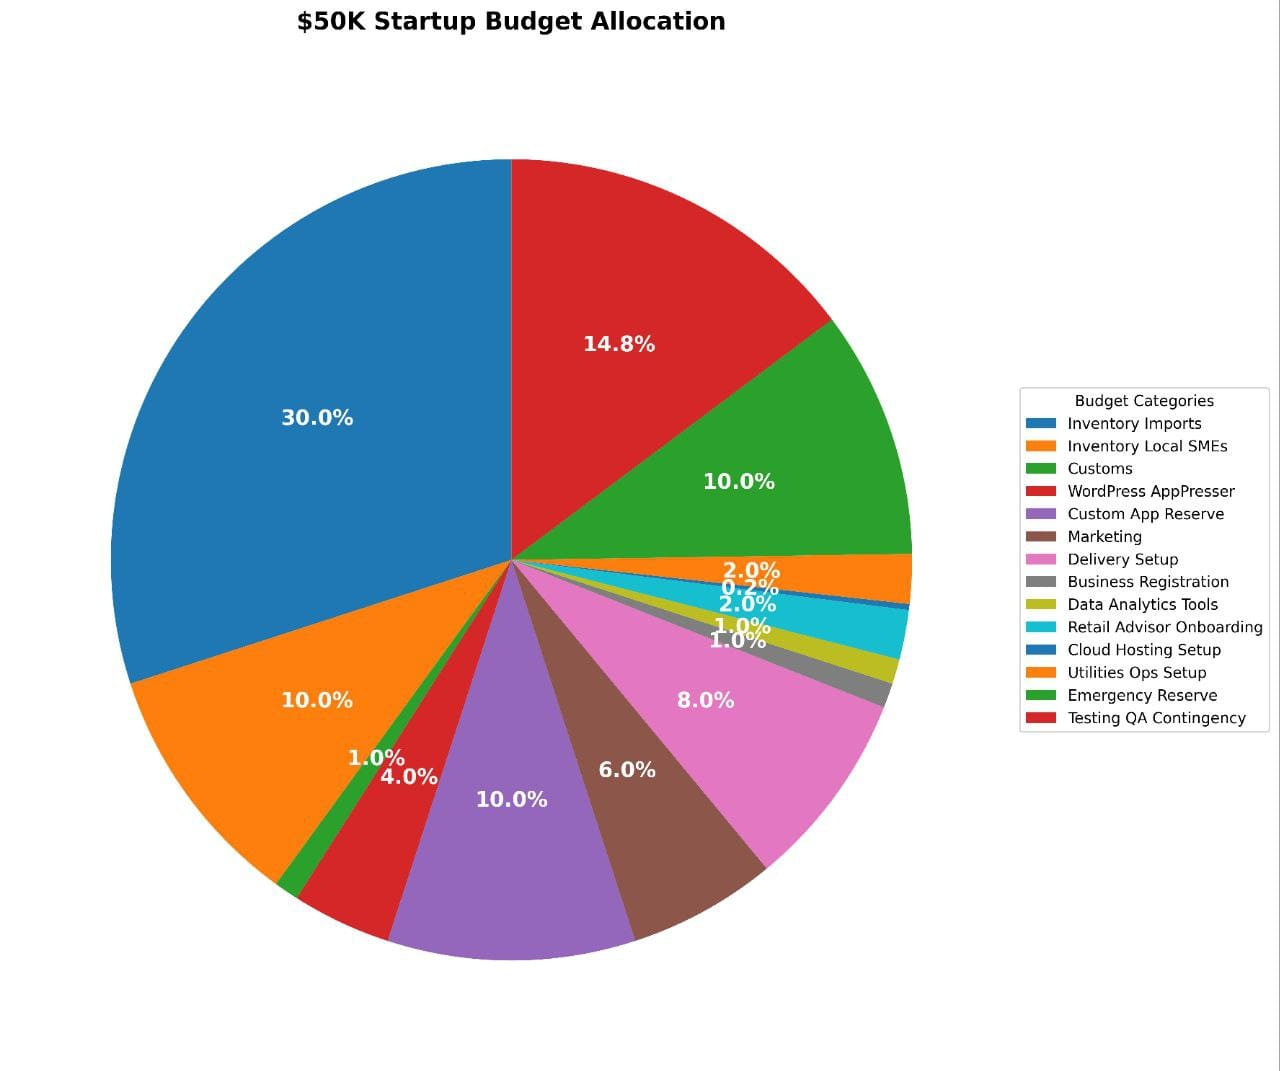 $50K Startup Budget Allocation
14.8%
30.0%
10.0%
2.0%
0.2%
2.0%
1.0%
1.0%
8.0%
10.0%
1.0%
4.0%
6.0%
10.0%
Budget Categories
Inventory Imports
Inventory Local SMEs
Customs
WordPress AppPresser
Custom App Reserve
Marketing
Delivery Setup
Business Registration
Data Analytics Tools
Retail Advisor Onboarding
Cloud Hosting Setup
Utilities Ops Setup
Emergency Reserve
Testing QA Contingency